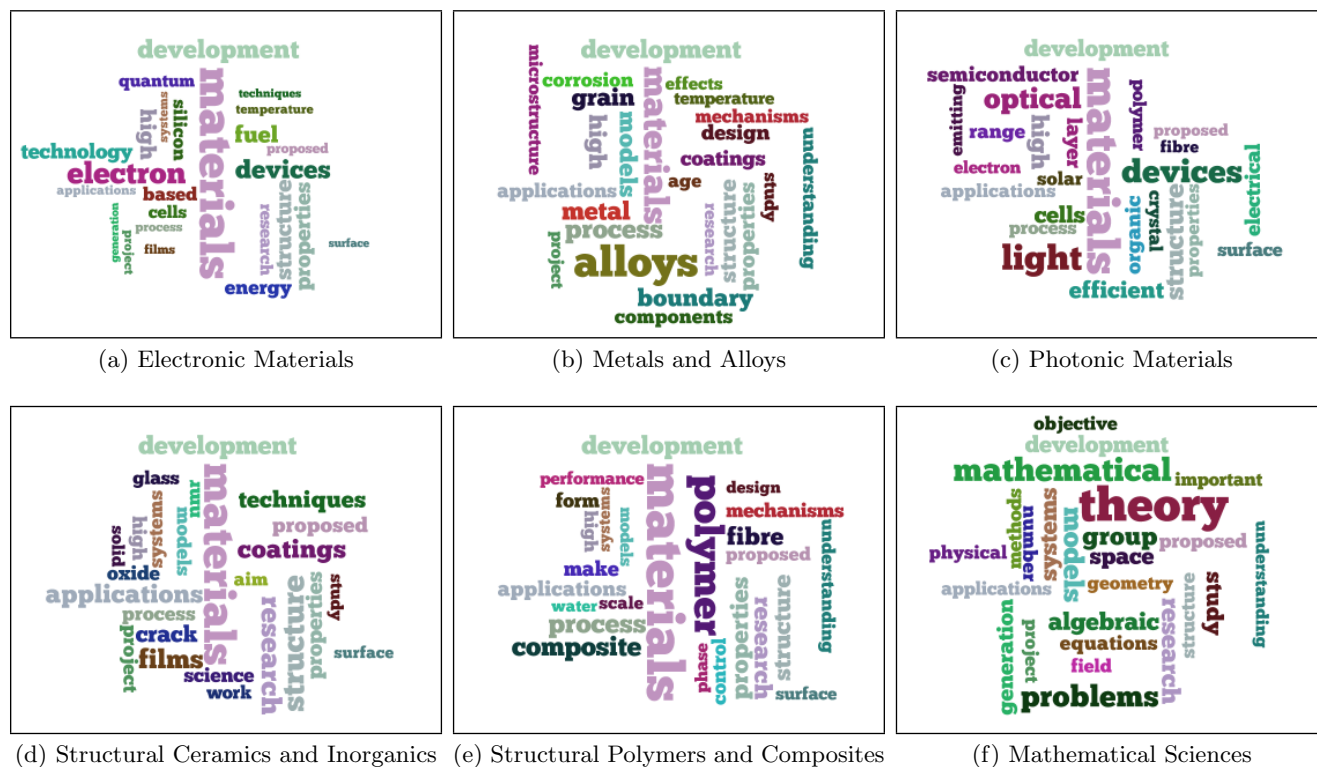 development
quantum
materials
techniques
systems
silicon
high
temperature
fuel
technology
proposed
electron
devices
applications
based
structure
properties
cells
research
generation
project
process
films
surface
energy
(a) Electronic Materials
development
microstructure
corrosion
materials
effects
grain
temperature
high
models
mechanisms
design
understanding
coatings
applications
age
study
metal
research
structure
properties
process
project
alloys
boundary
components
(b) Metals and Alloys
development
semiconductor
materials
polymer
optical
emitting
range
high
layer
proposed
fibre
electron
devices
electrical
solar
applications
structure
properties
crystal
organic
cells
process
light
surface
efficient
(c) Photonic Materials
development
glass
materials
nmr
systems
techniques
high
models
solid
proposed
coatings
oxide
aim
structure
properties
study
applications
research
process
project
crack
films
surface
science
work
(d) Structural Ceramics and Inorganics
development
performance
materials
polymer
design
form
systems
high
models
mechanisms
fibre
understanding
proposed
make
applications
properties
research
structure
water
scale
process
composite
phase
control
surface
(e) Structural Polymers and Composites
objective
development
mathematical
important
theory
methods
number
systems
models
group
proposed
understanding
physical
space
applications
geometry
structure
study
generation
project
algebraic
research
equations
field
problems
(f) Mathematical Sciences